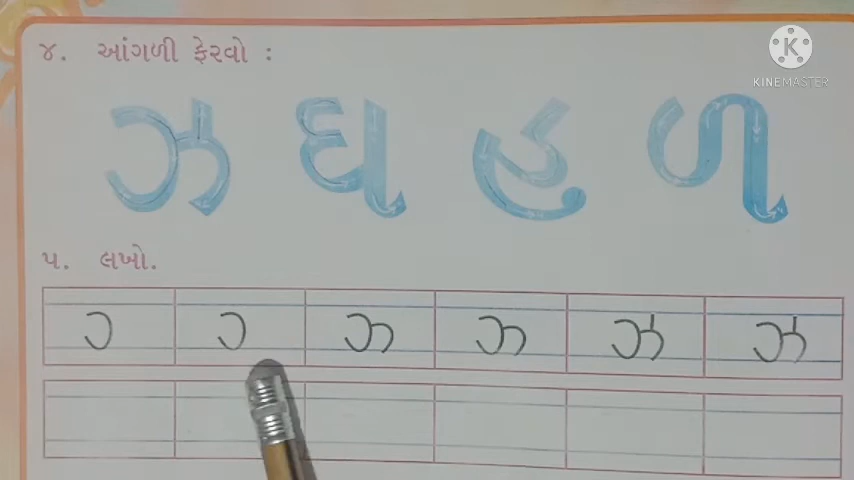 ૪. આંગળી ફેરવો :
K
KINEMASTER
ઝ ઘ હ ળ
૫. લખો.